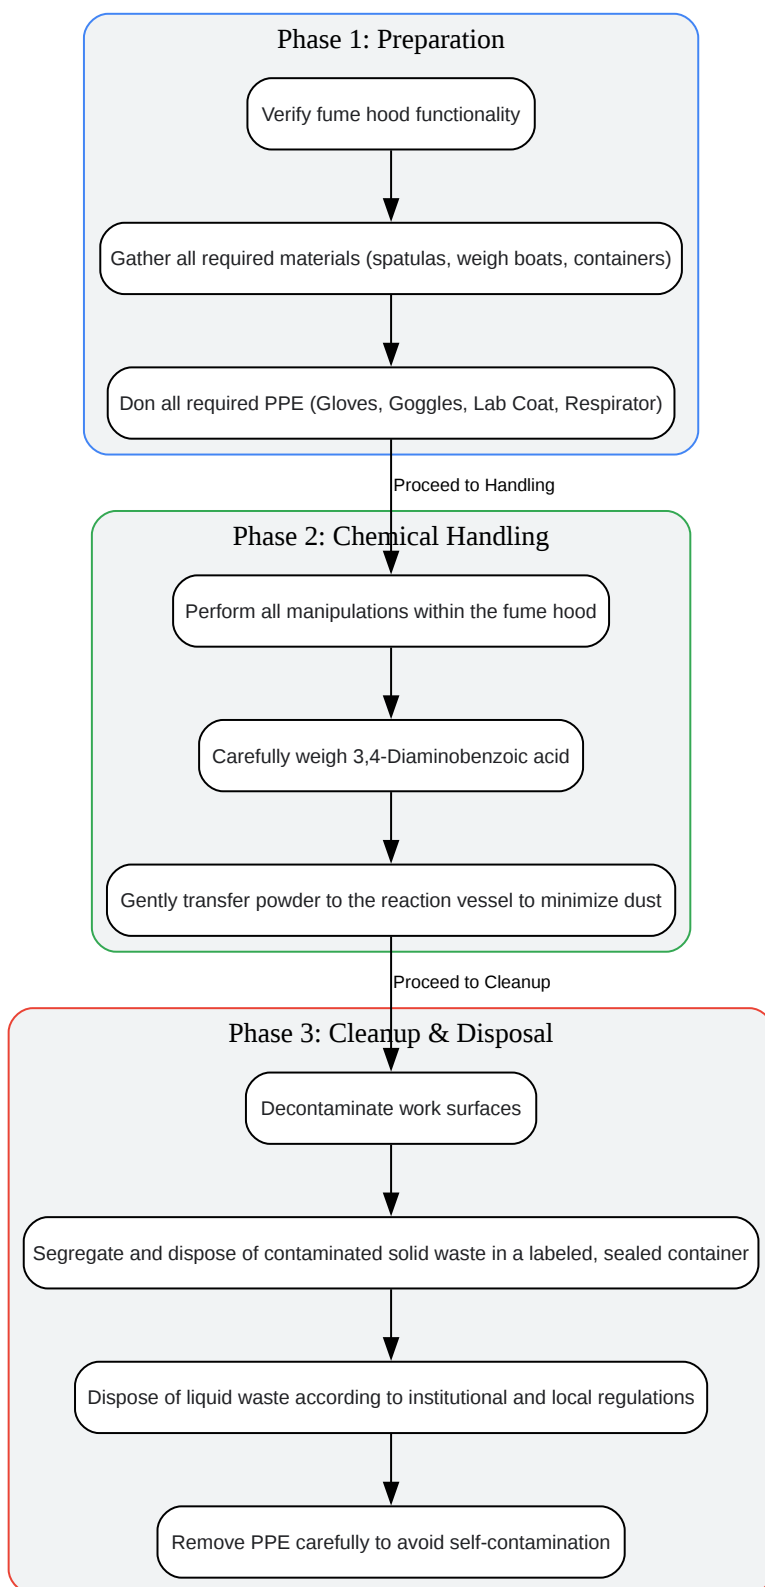 Phase 1: Preparation
Verify fume hood functionality
Gather all required materials (spatulas, weigh boats, containers)
Don all required PPE (Gloves, Goggles, Lab Coat, Respirator)
Proceed to Handling
Phase 2: Chemical Handling
Perform all manipulations within the fume hood
Carefully weigh 3,4-Diaminobenzoic acid
Gently transfer powder to the reaction vessel to minimize dust
Proceed to Cleanup
Phase 3: Cleanup & Disposal
Decontaminate work surfaces
Segregate and dispose of contaminated solid waste in a labeled, sealed container
Dispose of liquid waste according to institutional and local regulations
Remove PPE carefully to avoid self-contamination